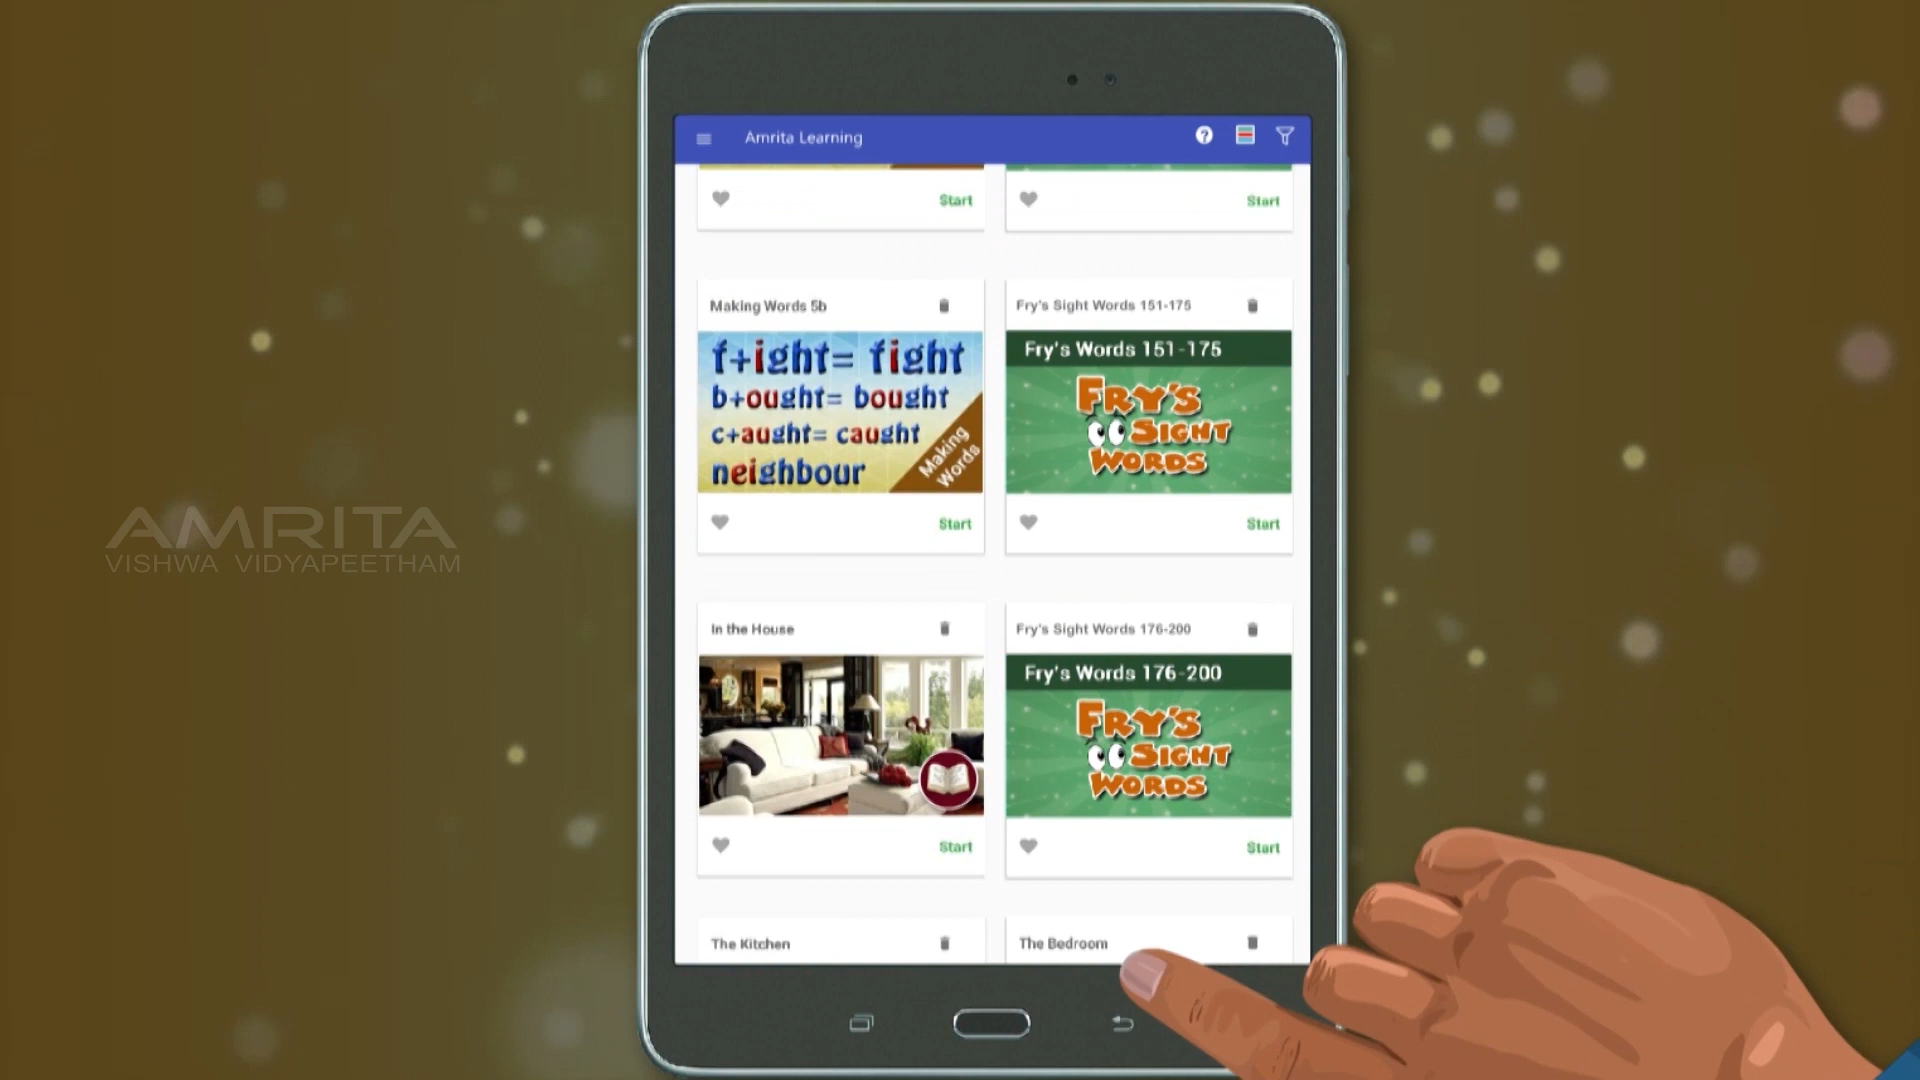 Amrita Learning
Start
Start
Making Words 5b
Fry's Sight Words 151-175
f+ight= fight
b+ought= bought
c+aught= caught
neighbour
Making
Words
Fry's Words 151-175
FRY'S
SIGHT
WORDS
Start
Start
In the House
Fry's Sight Words 176-200
Fry's Words 176-200
FRY'S
SIGHT
WORDS
Start
Start
The Kitchen
The Bedroom
AMRITA
VISHWA VIDYAPEETHAM